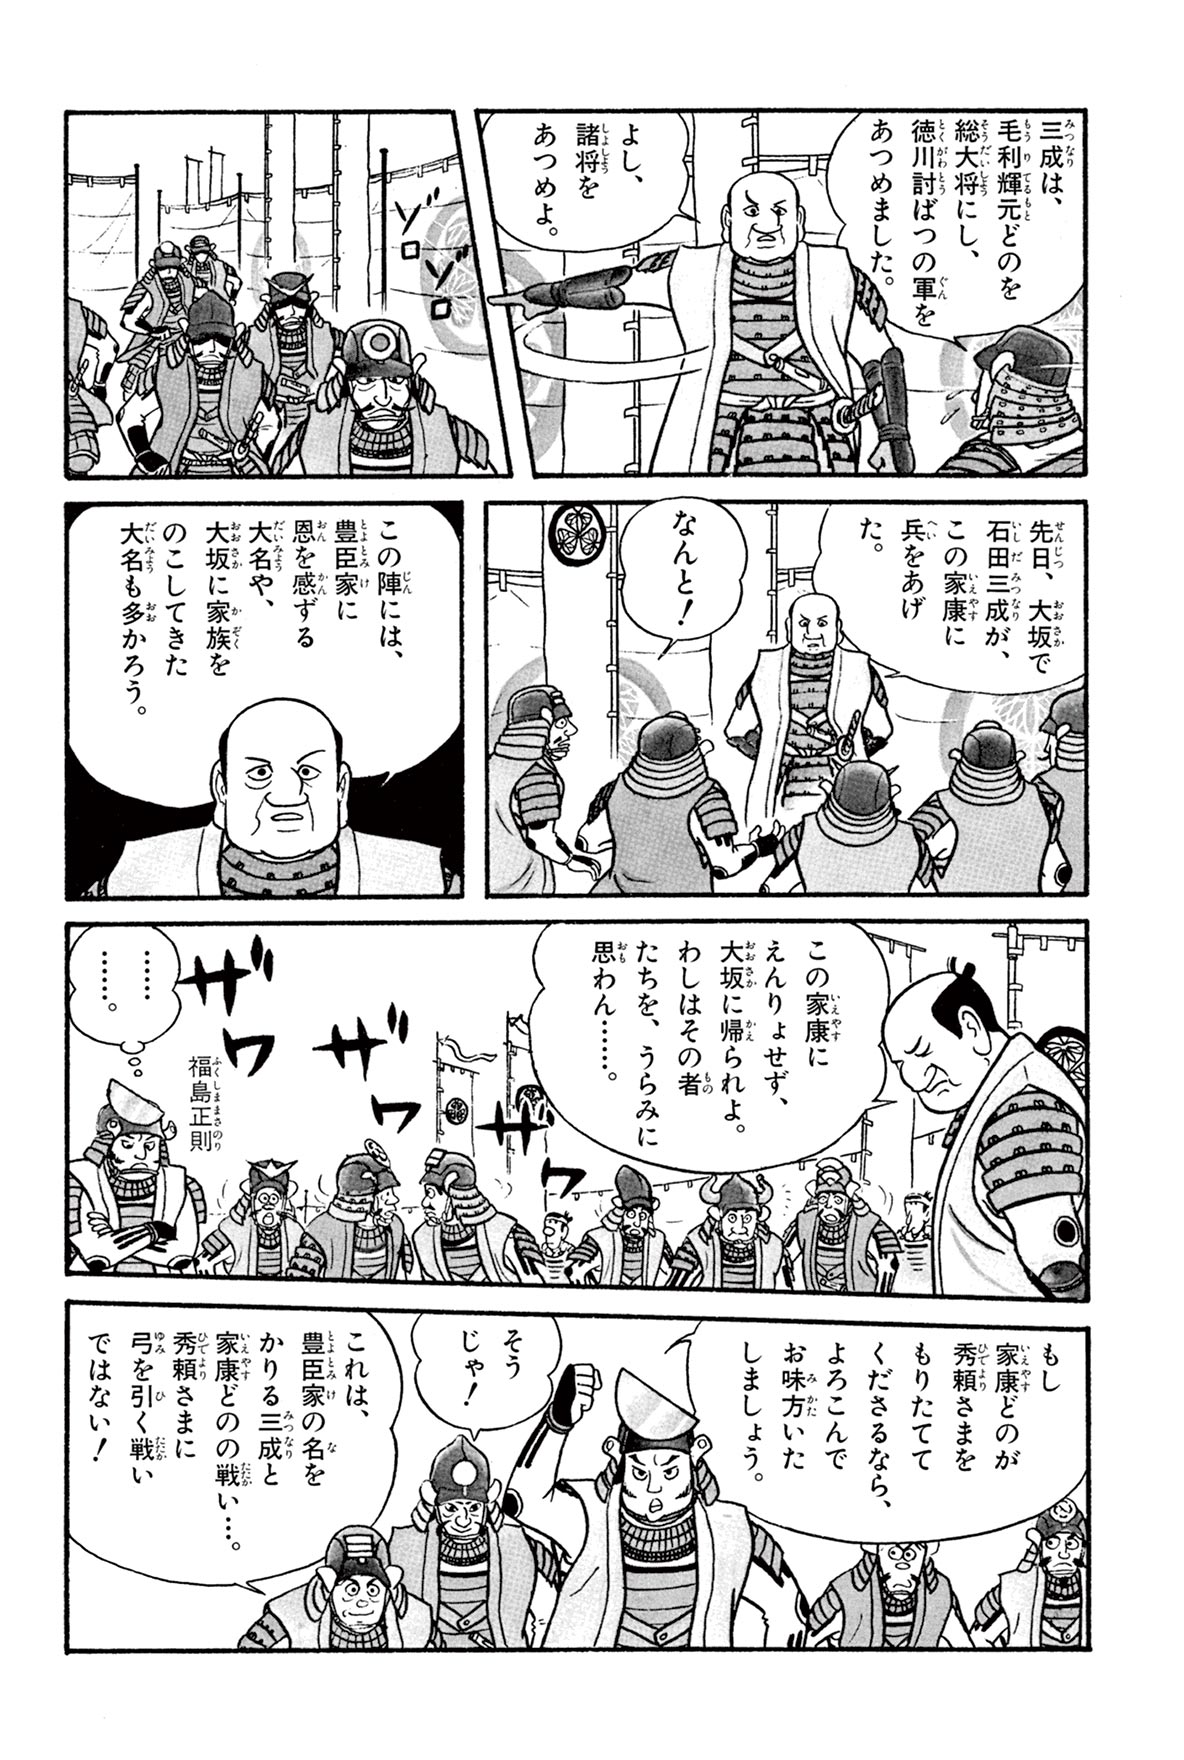 三成は、
毛利輝元どのを
総大将にし、
徳川討ばつの軍を
あつめました。
よし、
諸将を
あつめよ。
ゾロ
ゾロ
先日、大坂で
石田三成が、
この家康に
兵をあげ
た。
なんと！
この陣には、
豊臣家に
恩を感ずる
大名や、
大坂に家族を
のこしてきた
大名も多かろう。
この家康に
えんりょせず、
大坂に帰られよ。
わしはその者
たちを、うらみに
思わん……。
ザワ
ザワ
ザワ
福島正則
……
……。
もし
家康どのが
秀頼さまを
もりたてて
くださるなら、
よろこんで
お味方いた
しましょう。
そう
じゃ！
これは、
豊臣家の名を
かりる三成と
家康どのの戦い…。
秀頼さまに
弓を引く戦い
ではない！